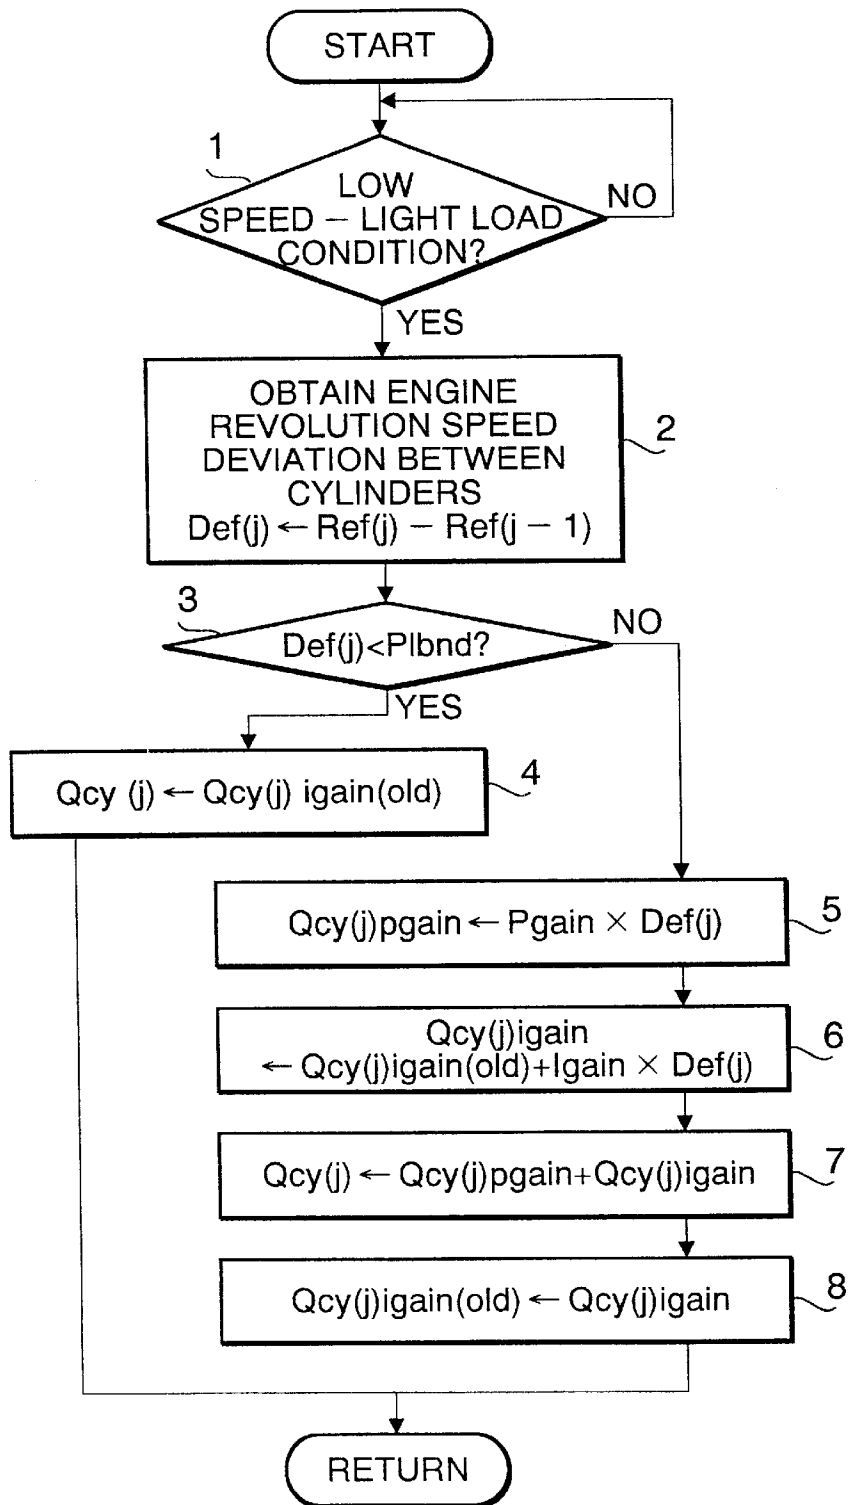 START
1
LOW
SPEED — LIGHT LOAD
CONDITION?
NO
YES
OBTAIN ENGINE
REVOLUTION SPEED
DEVIATION BETWEEN
CYLINDERS
Def(j) ← Ref(j) − Ref(j − 1)
2
3
Def(j)<PIbnd?
NO
YES
Qcy (j) ← Qcy(j) igain(old)
4
Qcy(j)pgain ← Pgain × Def(j)
5
Qcy(j)igain
← Qcy(j)igain(old)+Igain × Def(j)
6
Qcy(j) ← Qcy(j)pgain+Qcy(j)igain
7
Qcy(j)igain(old) ← Qcy(j)igain
8
RETURN